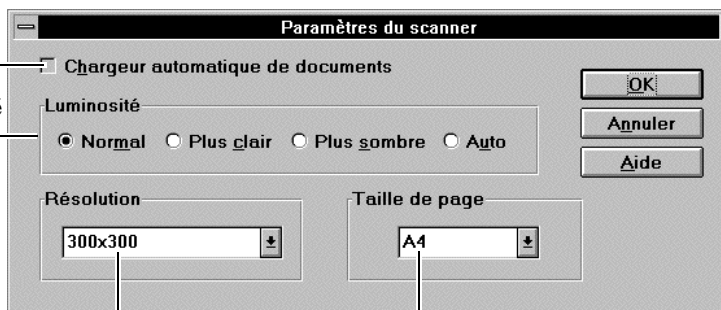 Paramètres du scanner
Chargeur automatique de documents
OK
Luminosité
Annuler
Normal Plus clair Plus sombre Auto
Aide
Résolution Taille de page
300x300 A4